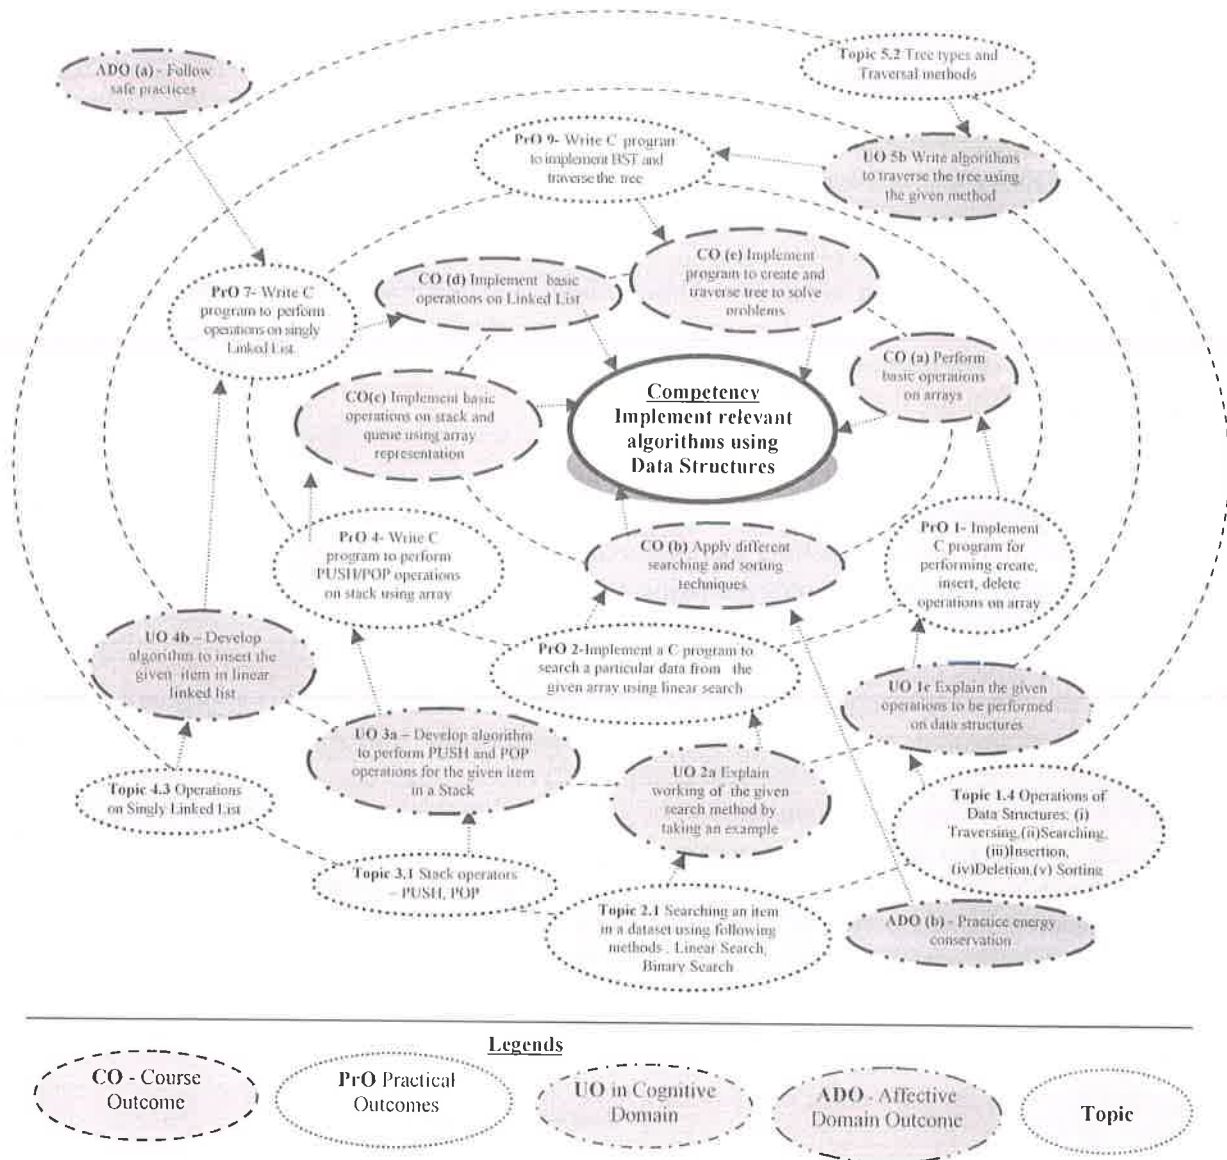 ADO (a) - Follow
safe practices
Topic 5.2 Tree types and
Traversal methods
PrO 9- Write C program
to implement BST and
traverse the tree
UO 5b Write algorithms
to traverse the tree using
the given method
CO (d) Implement basic
operations on Linked List
CO (e) Implement
program to create and
traverse tree to solve
problems
PrO 7- Write C
program to perform
operations on singly
Linked List.
CO (a) Perform
basic operations
on arrays
CO(c) Implement basic
operations on stack and
queue using array
representation
Competency
Implement relevant
algorithms using
Data Structures
PrO 4- Write C
program to perform
PUSH/POP operations
on stack using array
CO (b) Apply different
searching and sorting
techniques
PrO 1- Implement
C program for
performing create,
insert, delete
operations on array
UO 4b – Develop
algorithm to insert the
given item in linear
linked list
PrO 2-Implement a C program to
search a particular data from the
given array using linear search
UO 1c Explain the given
operations to be performed
on data structures
UO 3a – Develop algorithm
to perform PUSH and POP
operations for the given item
in a Stack
UO 2a Explain
working of the given
search method by
taking an example
Topic 4.3 Operations
on Singly Linked List
Topic 1.4 Operations of
Data Structures: (i)
Traversing,(ii)Searching,
(iii)Insertion,
(iv)Deletion,(v) Sorting
Topic 3.1 Stack operators
– PUSH, POP
Topic 2.1 Searching an item
in a dataset using following
methods . Linear Search,
Binary Search
ADO (b) - Practice energy
conservation
Legends
CO - Course
Outcome
PrO Practical
Outcomes
UO in Cognitive
Domain
ADO - Affective
Domain Outcome
Topic